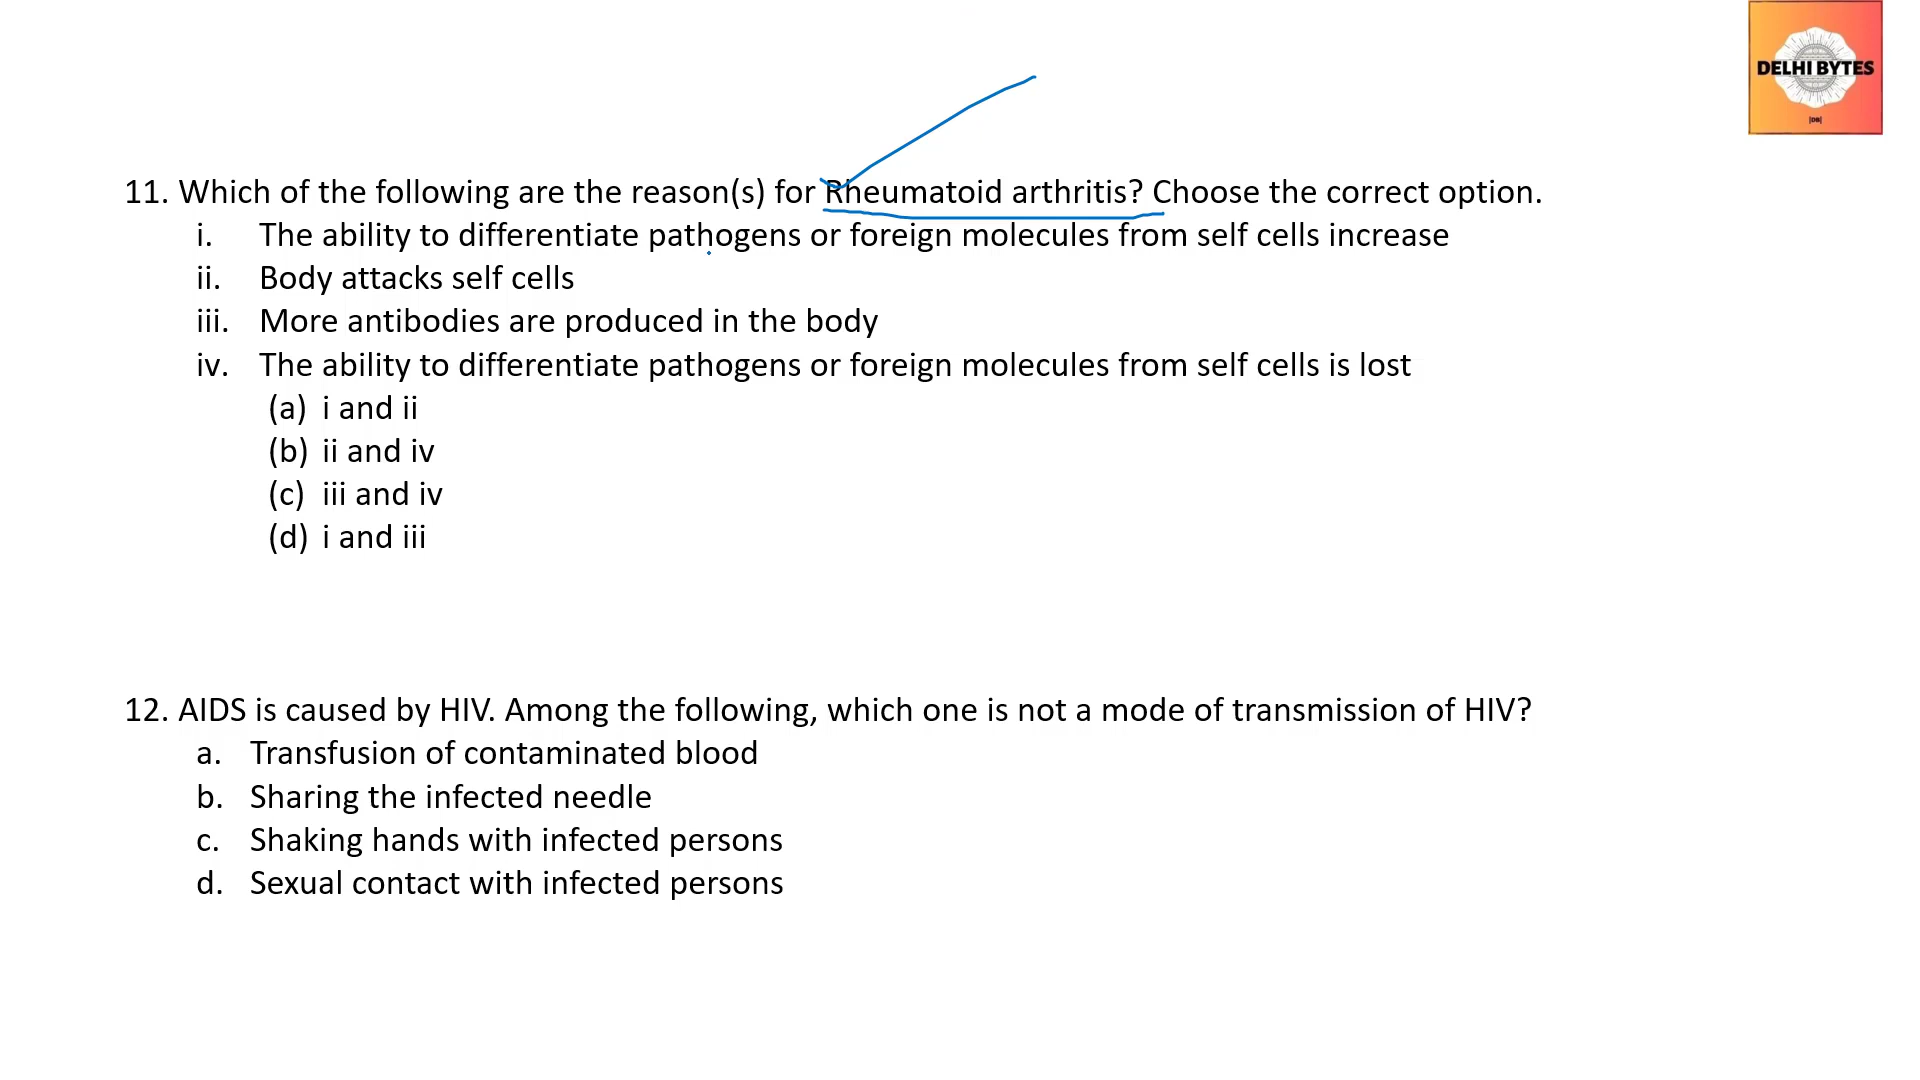 DELHI BYTES
|DB|
11. Which of the following are the reason(s) for Rheumatoid arthritis? Choose the correct option.
i. The ability to differentiate pathogens or foreign molecules from self cells increase
ii. Body attacks self cells
iii. More antibodies are produced in the body
iv. The ability to differentiate pathogens or foreign molecules from self cells is lost
(a) i and ii
(b) ii and iv
(c) iii and iv
(d) i and iii
12. AIDS is caused by HIV. Among the following, which one is not a mode of transmission of HIV?
a. Transfusion of contaminated blood
b. Sharing the infected needle
c. Shaking hands with infected persons
d. Sexual contact with infected persons